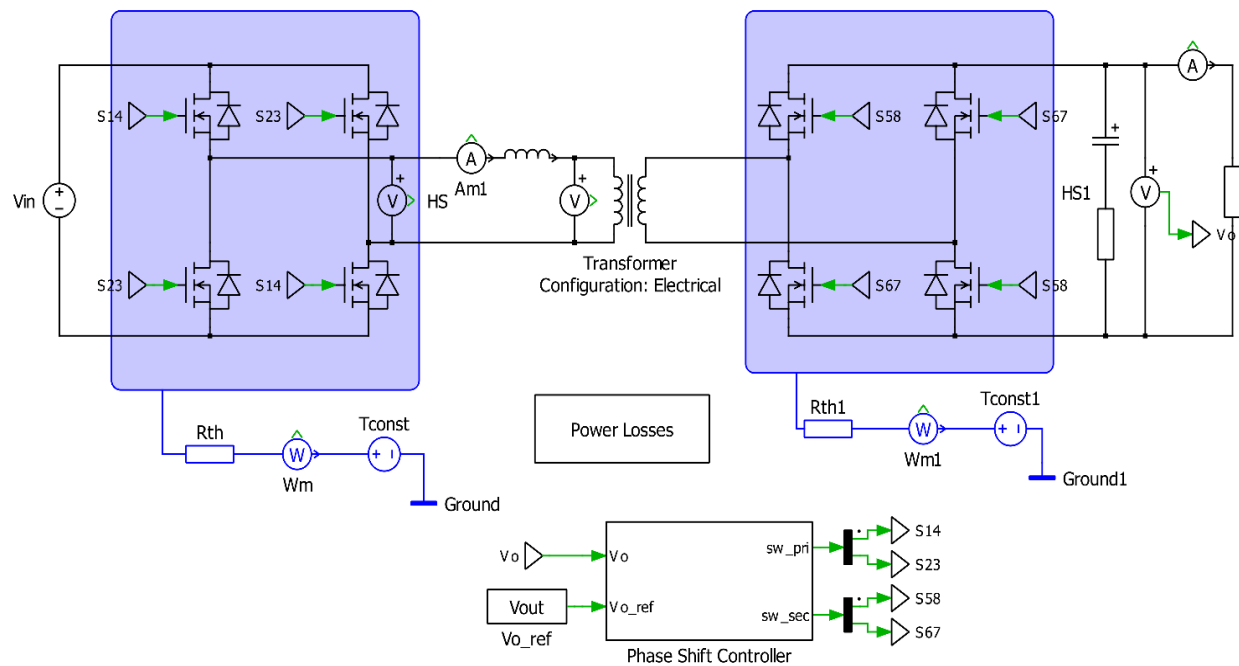 S14
S23
S58
S67
A
Vin
+
−
A
Am1
+
V
HS
+
V
HS1
+
+
V
Vo
S23
S14
Transformer
Configuration: Electrical
S67
S58
Rth
W
Wm
Tconst
+ −
Ground
Power Losses
Rth1
W
Wm1
Tconst1
+ −
Ground1
Vo
Vo
sw_pri
S14
S23
Vout
Vo_ref
Vo_ref
sw_sec
S58
S67
Phase Shift Controller